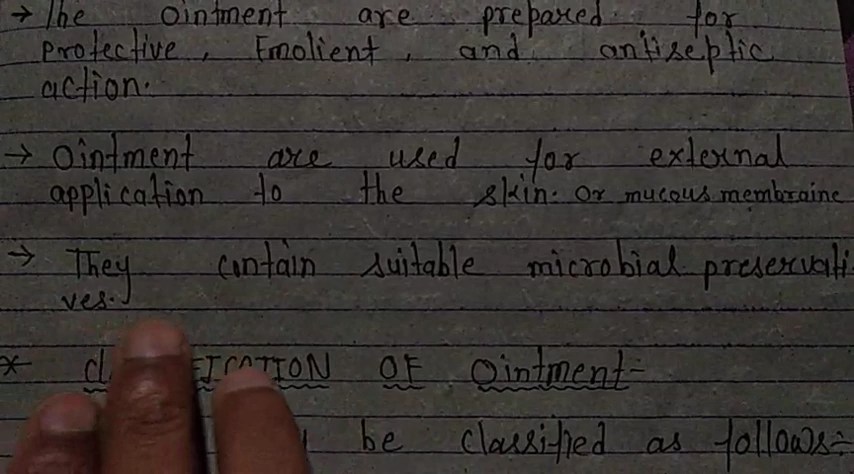 → The ointment are prepared for
protective, Emolient, and antiseptic
action.
→ Ointment are used for external
application to the skin. or mucous membraine
→ They contain suitable microbial preservati
ves.
* OF Ointment-
be classified as follows:-